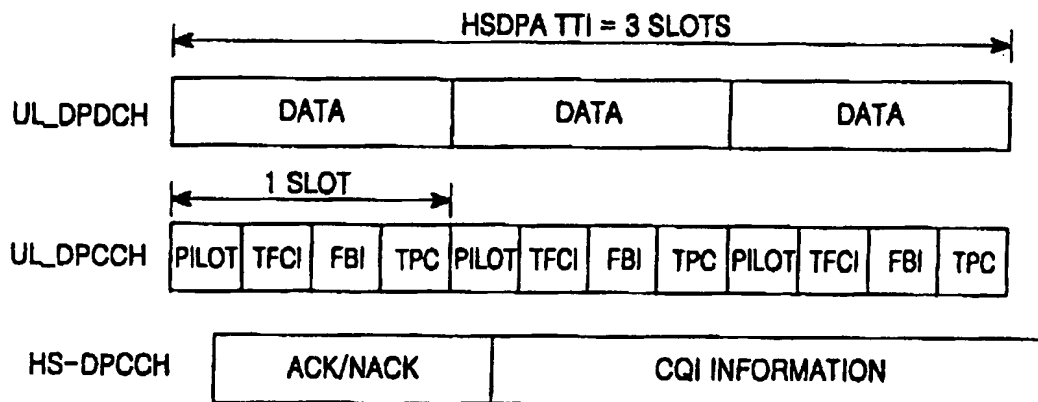 HSDPA TTI = 3 SLOTS
UL_DPDCH DATA DATA DATA
1 SLOT
UL_DPCCH PILOT TFCI FBI TPC PILOT TFCI FBI TPC PILOT TFCI FBI TPC
HS-DPCCH ACK/NACK CQI INFORMATION